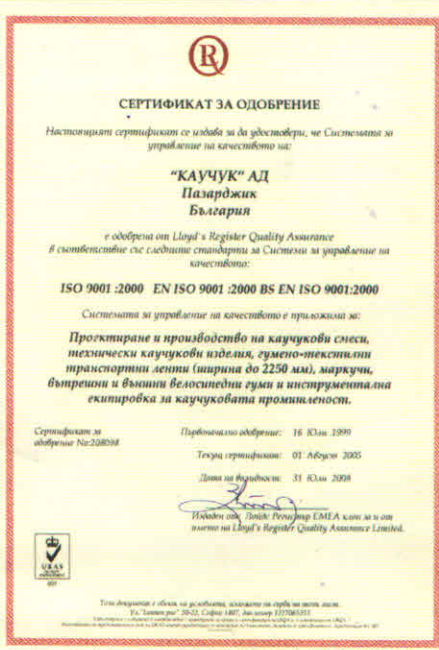 СЕРТИФИКАТ ЗА ОДОБРЕНИЕ
Настоящият сертификат се издава за да удостовери, че Системата за
управление на качеството на:
"КАУЧУК" АД
Пазарджик
България
е одобрена от Lloyd's Register Quality Assurance
в съответствие със следните стандарти за Системи за управление на
качеството:
ISO 9001 :2000 EN ISO 9001 :2000 BS EN ISO 9001:2000
Системата за управление на качеството е приложима за:
Проектиране и производство на каучукови смеси,
технически каучукови изделия, гумено-текстилни
транспортни ленти (ширина до 2250 мм), маркучи,
вътрешни и външни велосипедни гуми и инструментална
екипировка за каучуковата промишленост.
Сертификат за
одобрение No:208098
Първоначално одобрение: 16 Юли 1999
Текущ сертификат: 01 Август 2005
Дата на валидност: 31 Юли 2008
Издаден от: Лойдс Регистър ЕМЕА клон за и от
името на Lloyd's Register Quality Assurance Limited.
UKAS
001